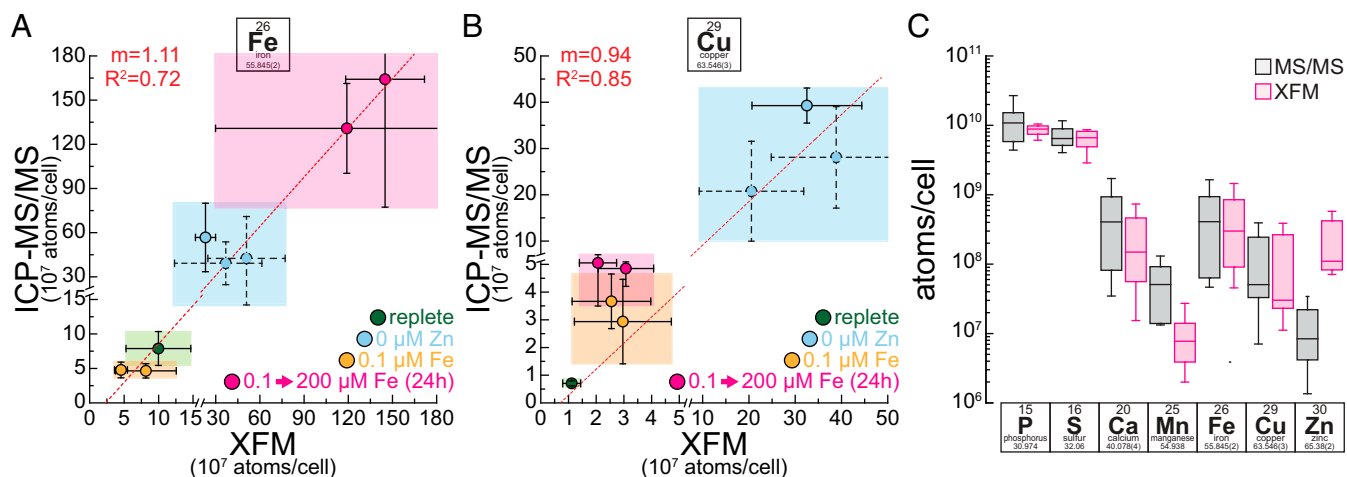 A
26
Fe
iron
55.845(2)
m=1.11
R²=0.72
180
150
120
90
60
30
15
10
5
0
ICP-MS/MS
(10⁷ atoms/cell)
0
5
10
15
30
60
90
120
150
180
XFM
(10⁷ atoms/cell)
replete
0 µM Zn
0.1 µM Fe
0.1 → 200 µM Fe (24h)
B
29
Cu
copper
63.546(3)
m=0.94
R²=0.85
50
40
30
20
10
5
4
3
2
1
0
ICP-MS/MS
(10⁷ atoms/cell)
0
1
2
3
4
5
10
20
30
40
50
XFM
(10⁷ atoms/cell)
replete
0 µM Zn
0.1 µM Fe
0.1 → 200 µM Fe (24h)
C
MS/MS
XFM
10¹¹
10¹⁰
10⁹
10⁸
10⁷
10⁶
atoms/cell
15
P
phosphorus
30.974
16
S
sulfur
32.06
20
Ca
calcium
40.078(4)
25
Mn
manganese
54.938
26
Fe
iron
55.845(2)
29
Cu
copper
63.546(3)
30
Zn
zinc
65.38(2)